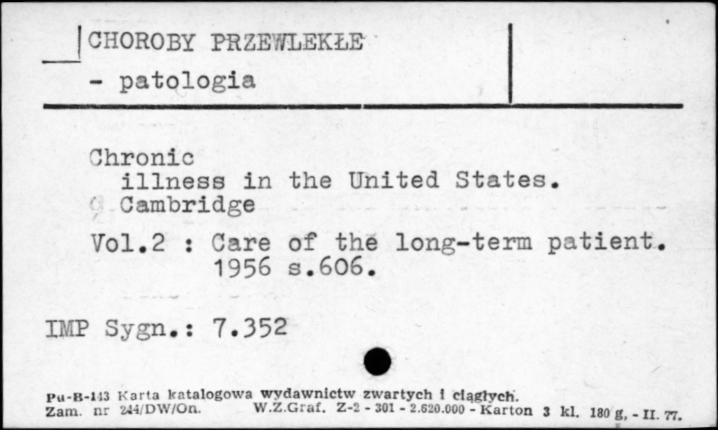 CHOROBY PRZEWLEKŁE
- patologia
Chronic
illness in the United States.
Cambridge
Vol.2 : Care of the long-term patient.
1956 s.606.
IMP Sygn.: 7.352
Pu-B-143 Karta katalogowa wydawnictw zwartych i ciągłych.
Zam. nr 244/DW/On. W.Z.Graf. Z-2 - 301 - 2.620.000 - Karton 3 kl. 180 g, - II. 77.